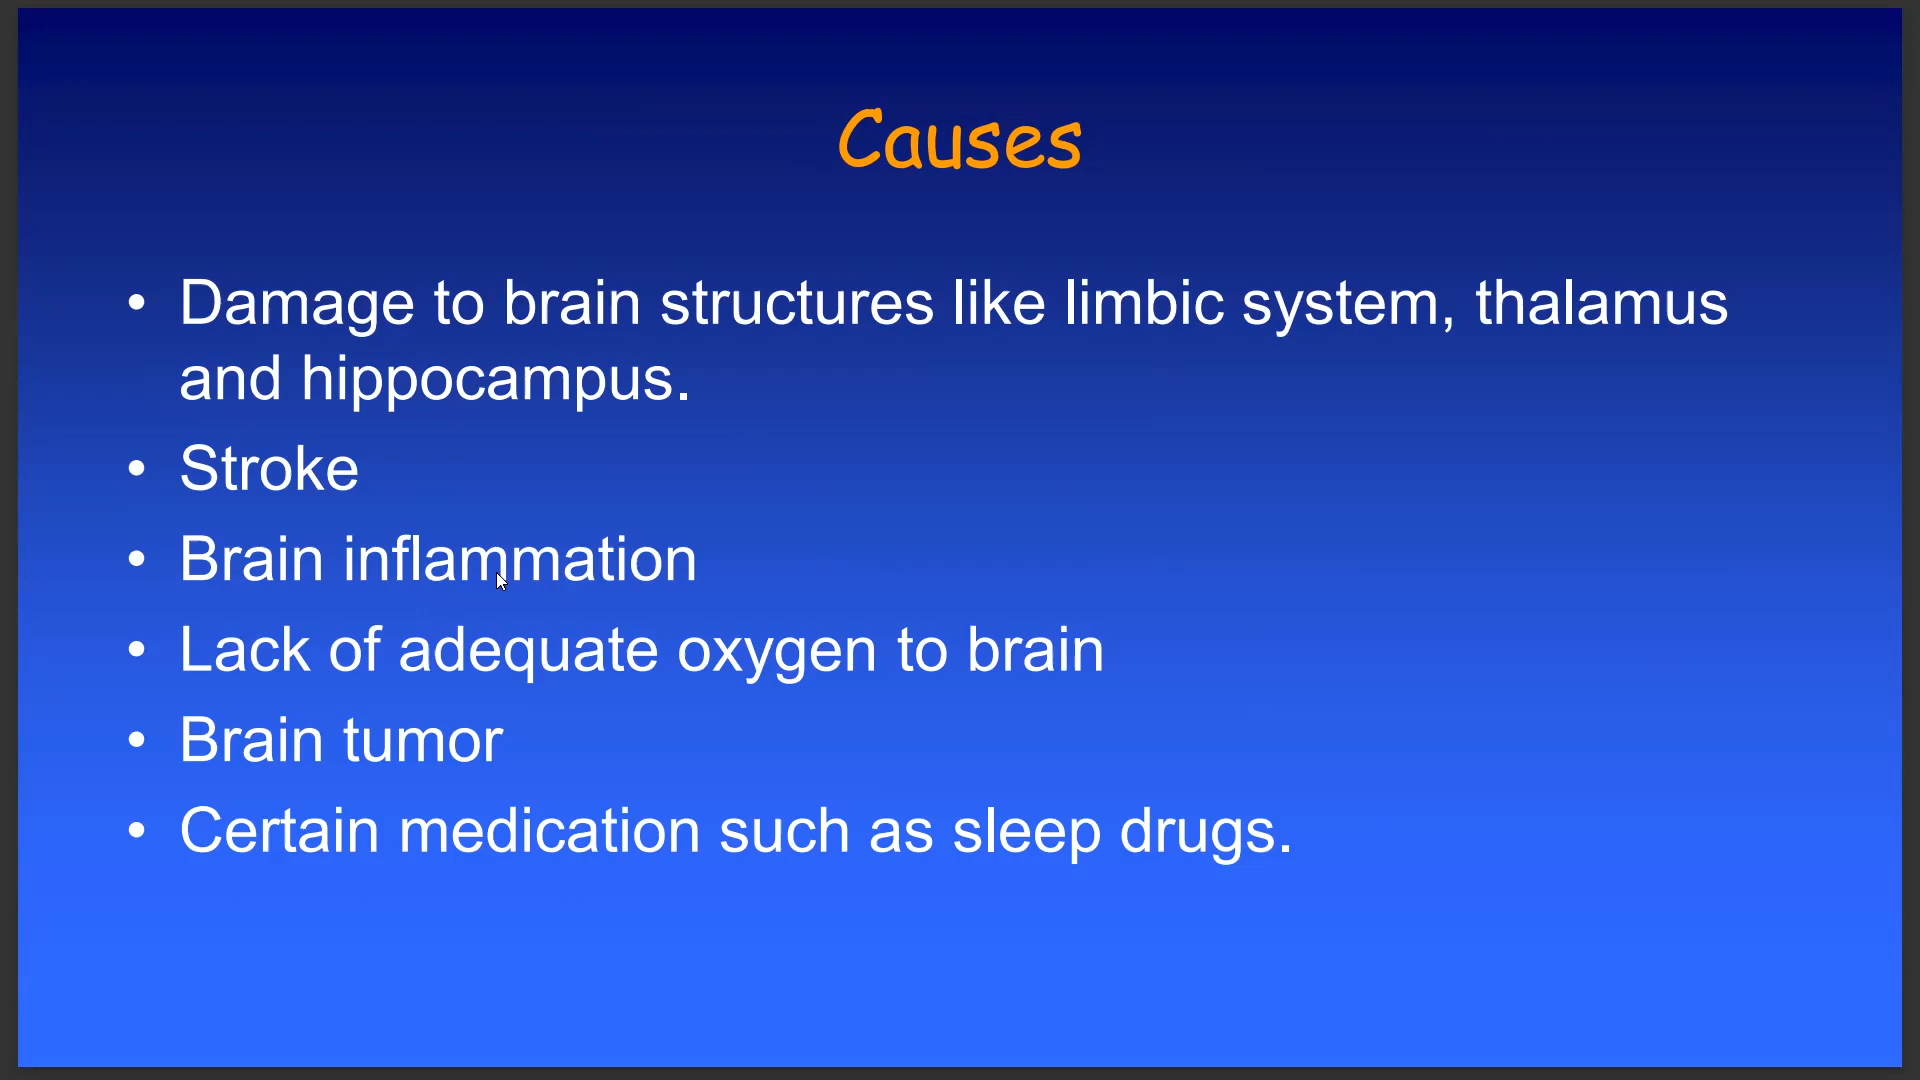 Causes
• Damage to brain structures like limbic system, thalamus
and hippocampus.
• Stroke
• Brain inflammation
• Lack of adequate oxygen to brain
• Brain tumor
• Certain medication such as sleep drugs.